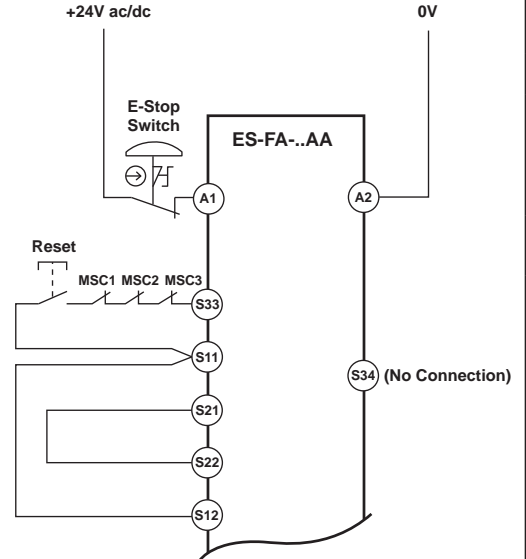 +24V ac/dc
0V
E-Stop
Switch
ES-FA-..AA
A1
A2
Reset
MSC1 MSC2 MSC3
S33
S11
S34 (No Connection)
S21
S22
S12